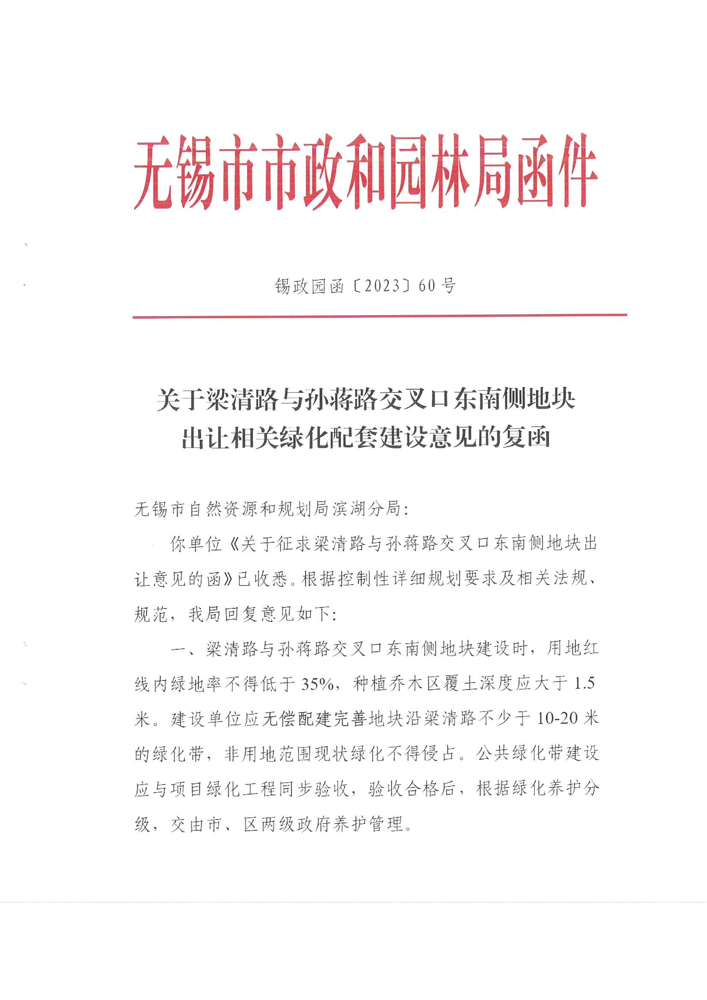 无锡市市政和园林局函件
锡政园函〔2023〕60号
关于梁清路与孙蒋路交叉口东南侧地块
出让相关绿化配套建设意见的复函
无锡市自然资源和规划局滨湖分局：
你单位《关于征求梁清路与孙蒋路交叉口东南侧地块出
让意见的函》已收悉。根据控制性详细规划要求及相关法规、
规范，我局回复意见如下：
一、梁清路与孙蒋路交叉口东南侧地块建设时，用地红
线内绿地率不得低于 35%，种植乔木区覆土深度应大于 1.5
米。建设单位应无偿配建完善地块沿梁清路不少于 10-20 米
的绿化带，非用地范围现状绿化不得侵占。公共绿化带建设
应与项目绿化工程同步验收，验收合格后，根据绿化养护分
级，交由市、区两级政府养护管理。